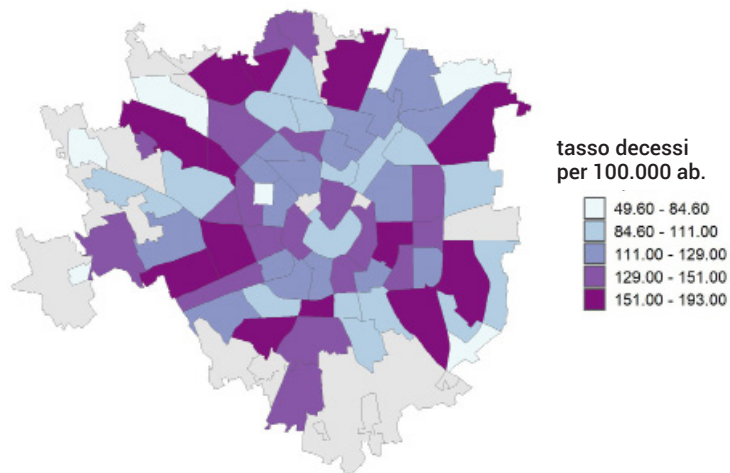 tasso decessi
per 100.000 ab.
49.60 - 84.60
84.60 - 111.00
111.00 - 129.00
129.00 - 151.00
151.00 - 193.00